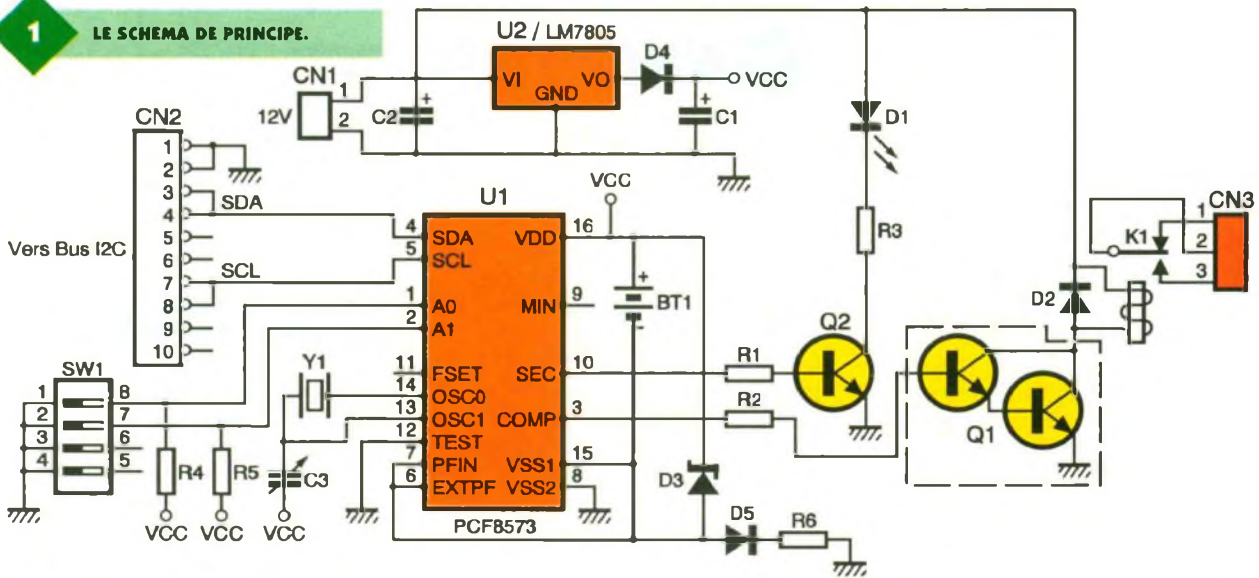 1
LE SCHEMA DE PRINCIPE.
U2 / LM7805
D4
VI
VO
GND
VCC
CN1
1
12V
2
C2
+
C1
+
CN2
1
2
3
4
5
6
7
8
9
10
SDA
SCL
Vers Bus I2C
U1
4
SDA
5
SCL
1
A0
2
A1
11
FSET
14
OSC0
13
OSC1
12
TEST
7
PFIN
6
EXTPF
VDD
16
MIN
9
SEC
10
COMP
3
VSS1
15
VSS2
8
PCF8573
VCC
+
BT1
-
D1
R3
Q2
R1
R2
Q1
D2
K1
CN3
1
2
3
SW1
1
2
3
4
8
7
6
5
Y1
R4
R5
C3
VCC
VCC
VCC
D3
D5
R6